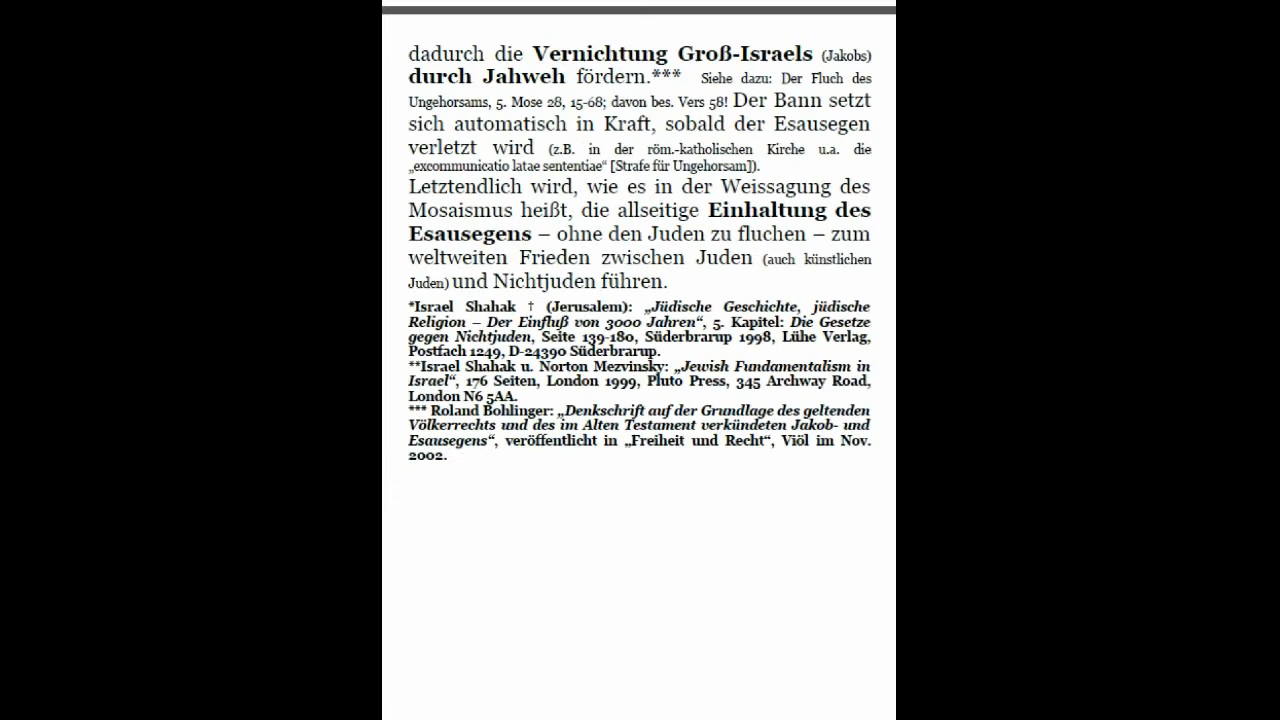 dadurch die Vernichtung Groß-Israels (Jakobs)
durch Jahweh fördern.*** Siehe dazu: Der Fluch des
Ungehorsams, 5. Mose 28, 15-68; davon bes. Vers 58! Der Bann setzt
sich automatisch in Kraft, sobald der Esausegen
verletzt wird (z.B. in der röm.-katholischen Kirche u.a. die
„excommunicatio latae sententiae“ [Strafe für Ungehorsam]).
Letztendlich wird, wie es in der Weissagung des
Mosaismus heißt, die allseitige Einhaltung des
Esausegens – ohne den Juden zu fluchen – zum
weltweiten Frieden zwischen Juden (auch künstlichen
Juden) und Nichtjuden führen.
*Israel Shahak † (Jerusalem): „Jüdische Geschichte, jüdische
Religion – Der Einfluß von 3000 Jahren“, 5. Kapitel: Die Gesetze
gegen Nichtjuden, Seite 139-180, Süderbrarup 1998, Lühe Verlag,
Postfach 1249, D-24390 Süderbrarup.
**Israel Shahak u. Norton Mezvinsky: „Jewish Fundamentalism in
Israel“, 176 Seiten, London 1999, Pluto Press, 345 Archway Road,
London N6 5AA.
*** Roland Bohlinger: „Denkschrift auf der Grundlage des geltenden
Völkerrechts und des im Alten Testament verkündeten Jakob- und
Esausegens“, veröffentlicht in „Freiheit und Recht“, Viöl im Nov.
2002.